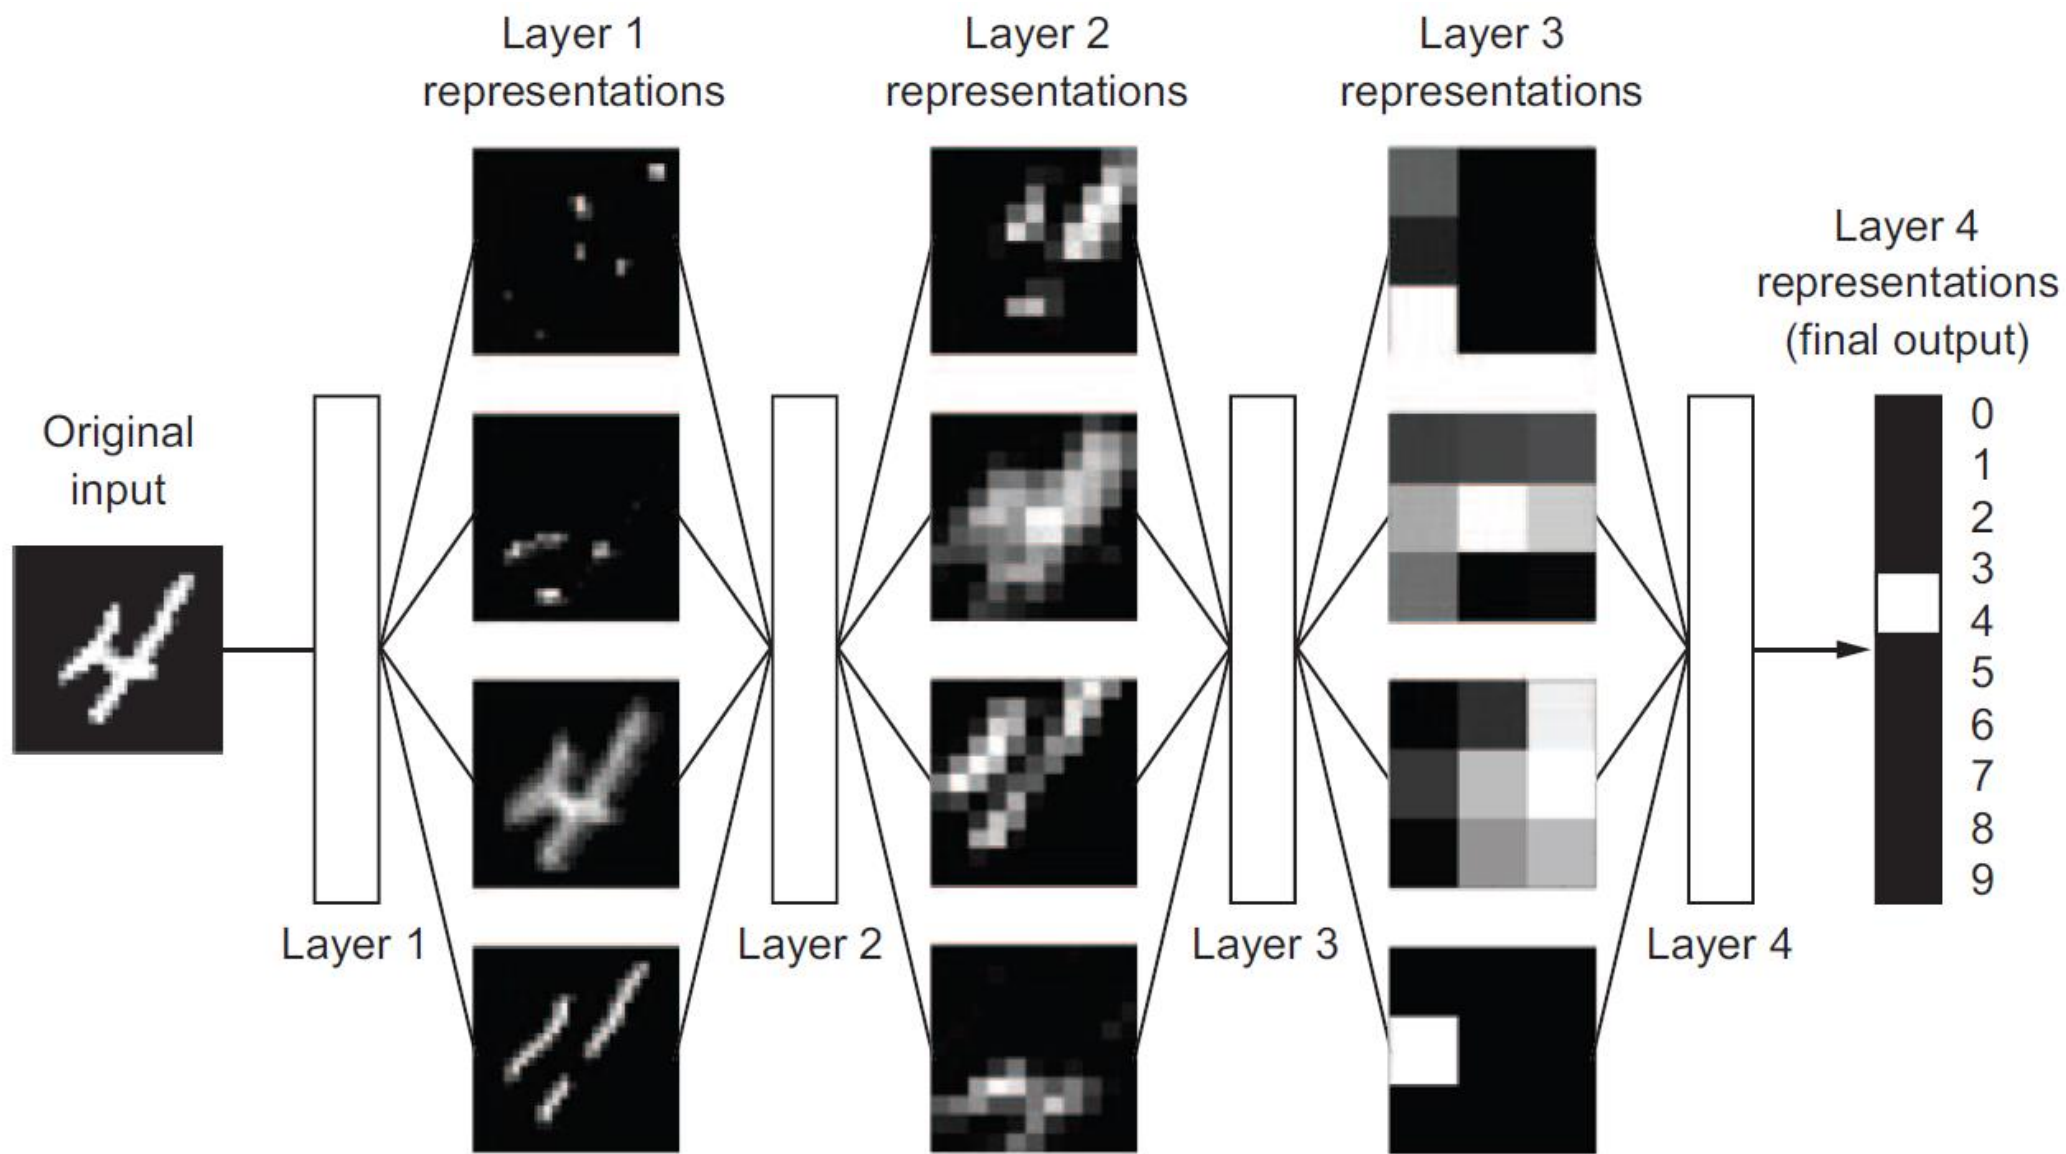 Layer 1
representations
Layer 2
representations
Layer 3
representations
Layer 4
representations
(final output)
Original
input
0
1
2
3
4
5
6
7
8
9
Layer 1
Layer 2
Layer 3
Layer 4